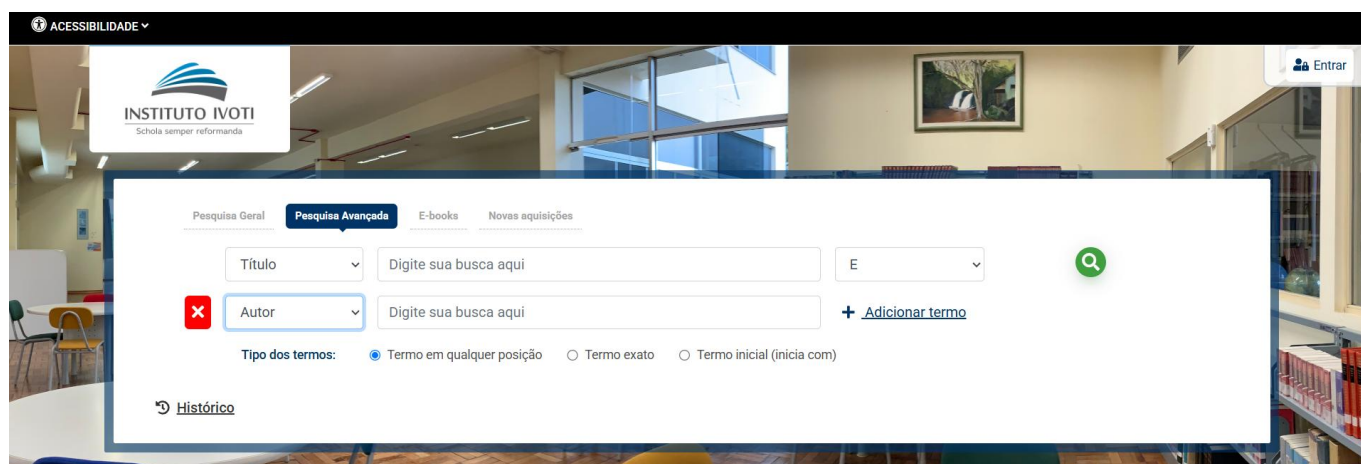 ACESSIBILIDADE
Entrar
INSTITUTO IVOTI
Schola semper reformanda
Pesquisa Geral Pesquisa Avançada E-books Novas aquisições
Título Digite sua busca aqui E
Autor Digite sua busca aqui + Adicionar termo
Tipo dos termos: Termo em qualquer posição Termo exato Termo inicial (inicia com)
Histórico